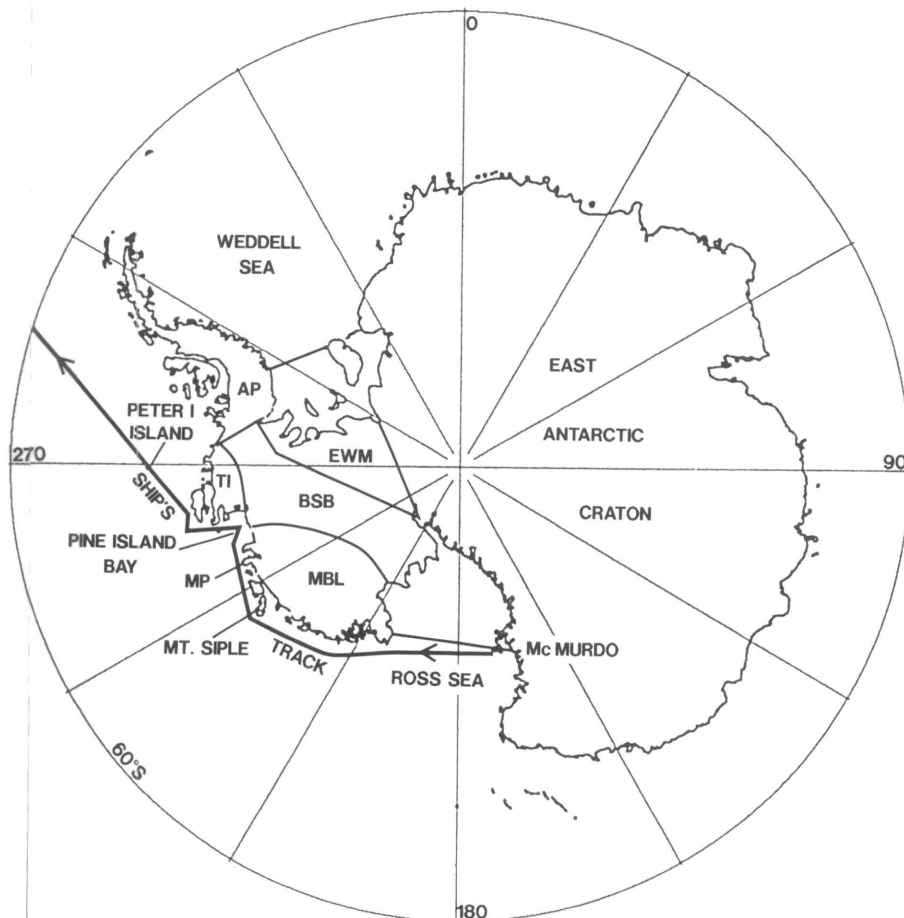 0
WEDDELL
SEA
EAST
AP
PETER I
ISLAND
ANTARCTIC
270
EWM
90
TI
SHIP'S
BSB
CRATON
PINE ISLAND
BAY
MP
MBL
MT. SIPLE
TRACK
Mc MURDO
ROSS SEA
60°S
180